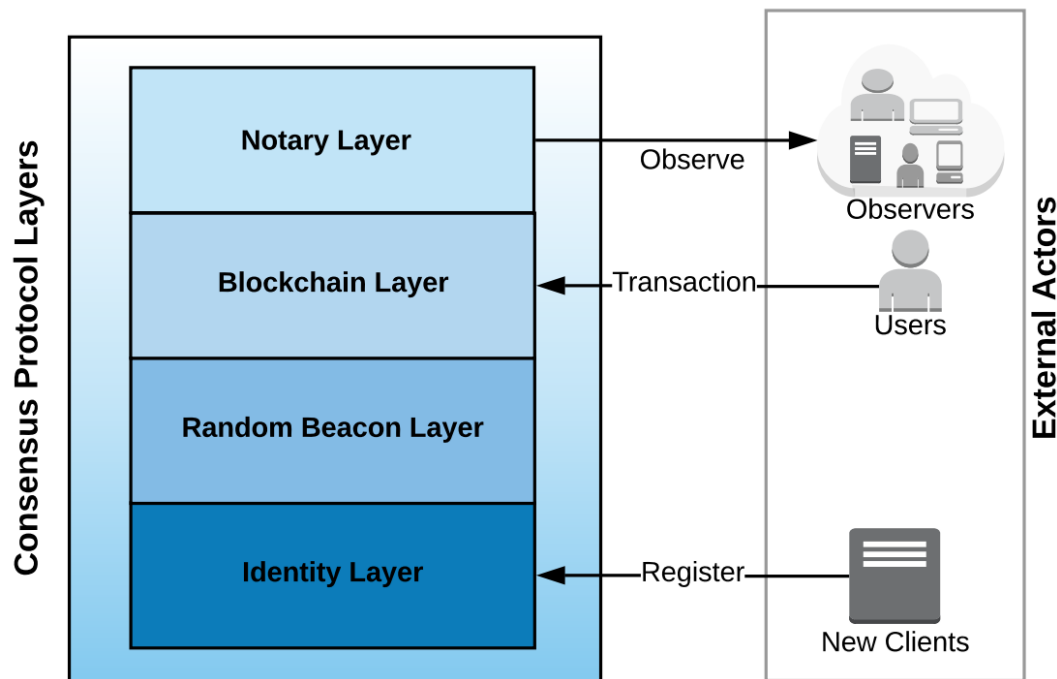 Consensus Protocol Layers
Notary Layer
Blockchain Layer
Random Beacon Layer
Identity Layer
Observe
Transaction
Register
Observers
Users
New Clients
External Actors